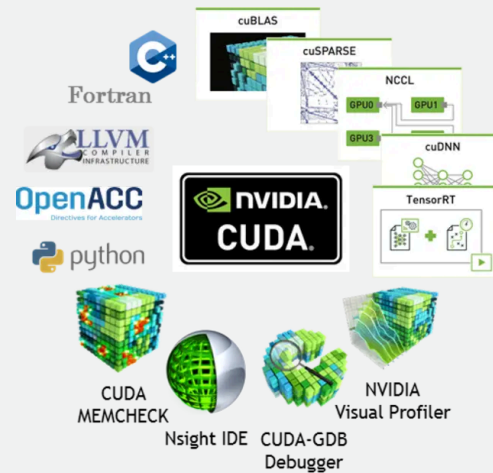 C++
Fortran
LLVM
COMPILER
INFRASTRUCTURE
OpenACC
Directives for Accelerators
python
cuBLAS
cuSPARSE
NCCL
GPU0
GPU1
GPU3
cuDNN
TensorRT
NVIDIA.
CUDA.
CUDA
MEMCHECK
Nsight IDE
CUDA-GDB
Debugger
NVIDIA
Visual Profiler